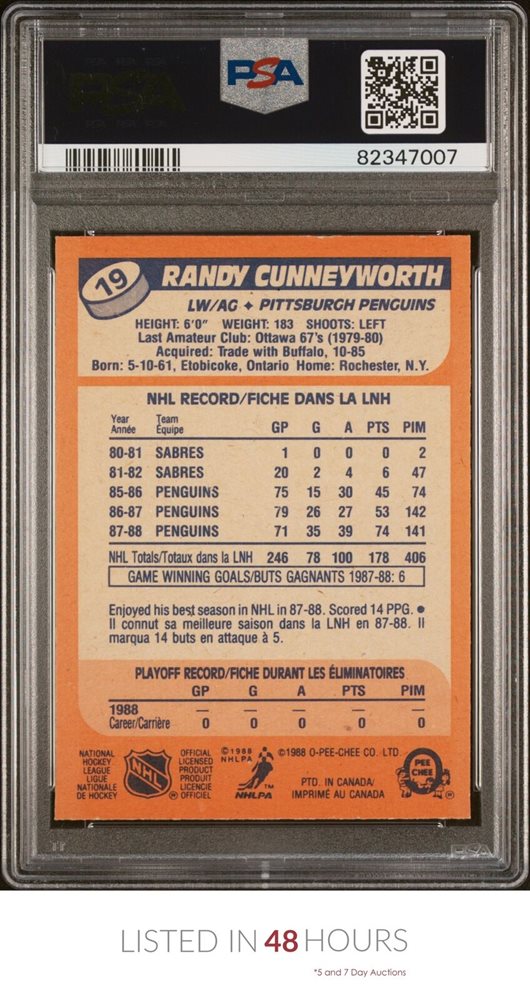 PSA
82347007
19
RANDY CUNNEYWORTH
LW/AG ♦ PITTSBURGH PENGUINS
HEIGHT: 6'0" WEIGHT: 183 SHOOTS: LEFT
Last Amateur Club: Ottawa 67's (1979-80)
Acquired: Trade with Buffalo, 10-85
Born: 5-10-61, Etobicoke, Ontario Home: Rochester, N.Y.
NHL RECORD/FICHE DANS LA LNH
Year Team
Année Équipe GP G A PTS PIM
80-81 SABRES 1 0 0 0 2
81-82 SABRES 20 2 4 6 47
85-86 PENGUINS 75 15 30 45 74
86-87 PENGUINS 79 26 27 53 142
87-88 PENGUINS 71 35 39 74 141
NHL Totals/Totaux dans la LNH 246 78 100 178 406
GAME WINNING GOALS/BUTS GAGNANTS 1987-88: 6
Enjoyed his best season in NHL in 87-88. Scored 14 PPG. ●
Il connut sa meilleure saison dans la LNH en 87-88. Il
marqua 14 buts en attaque à 5.
PLAYOFF RECORD/FICHE DURANT LES ÉLIMINATOIRES
GP G A PTS PIM
1988 — — — — —
Career/Carrière 0 0 0 0 0
NATIONAL
HOCKEY
LEAGUE
LIGUE
NATIONALE
DE HOCKEY
NHL
®
OFFICIAL
LICENSED
PRODUCT
PRODUIT
LICENCIE
OFFICIEL
©1988
NHLPA
NHLPA
™
©1988 O-PEE-CHEE CO. LTD.
PTD. IN CANADA/
IMPRIMÉ AU CANADA
O
PEE
CHEE
®
PSA
LISTED IN 48 HOURS
*5 and 7 Day Auctions